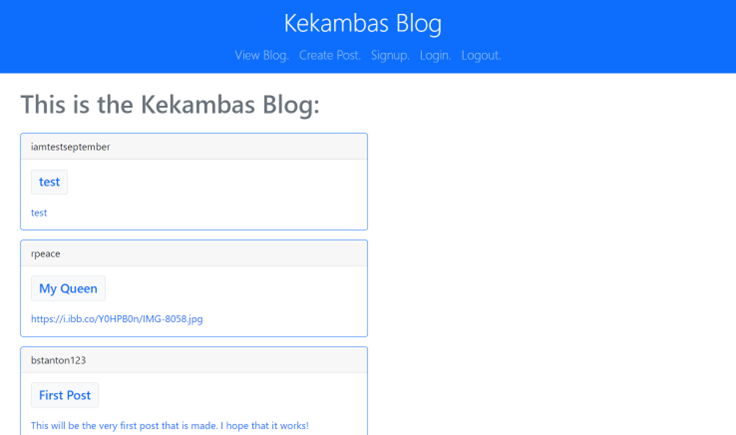 Kekambas Blog
View Blog. Create Post. Signup. Login. Logout.
This is the Kekambas Blog:
iamtestseptember
test
test
rpeace
My Queen
https://i.ibb.co/Y0HPB0n/IMG-8058.jpg
bstanton123
First Post
This will be the very first post that is made. I hope that it works!